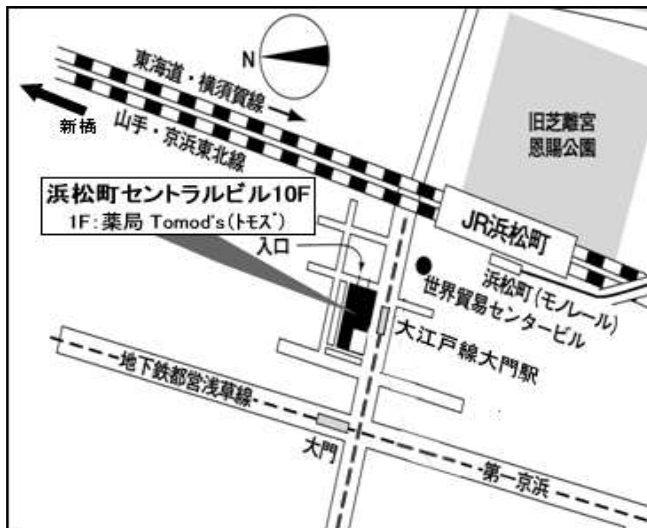 N
東海道・横須賀線
新橋
山手・京浜東北線
旧芝離宮
恩賜公園
浜松町セントラルビル10F
1F:薬局 Tomod's(トモズ)
入口
JR浜松町
浜松町(モノレール)
世界貿易センタービル
大江戸線大門駅
地下鉄都営浅草線
大門
第一京浜